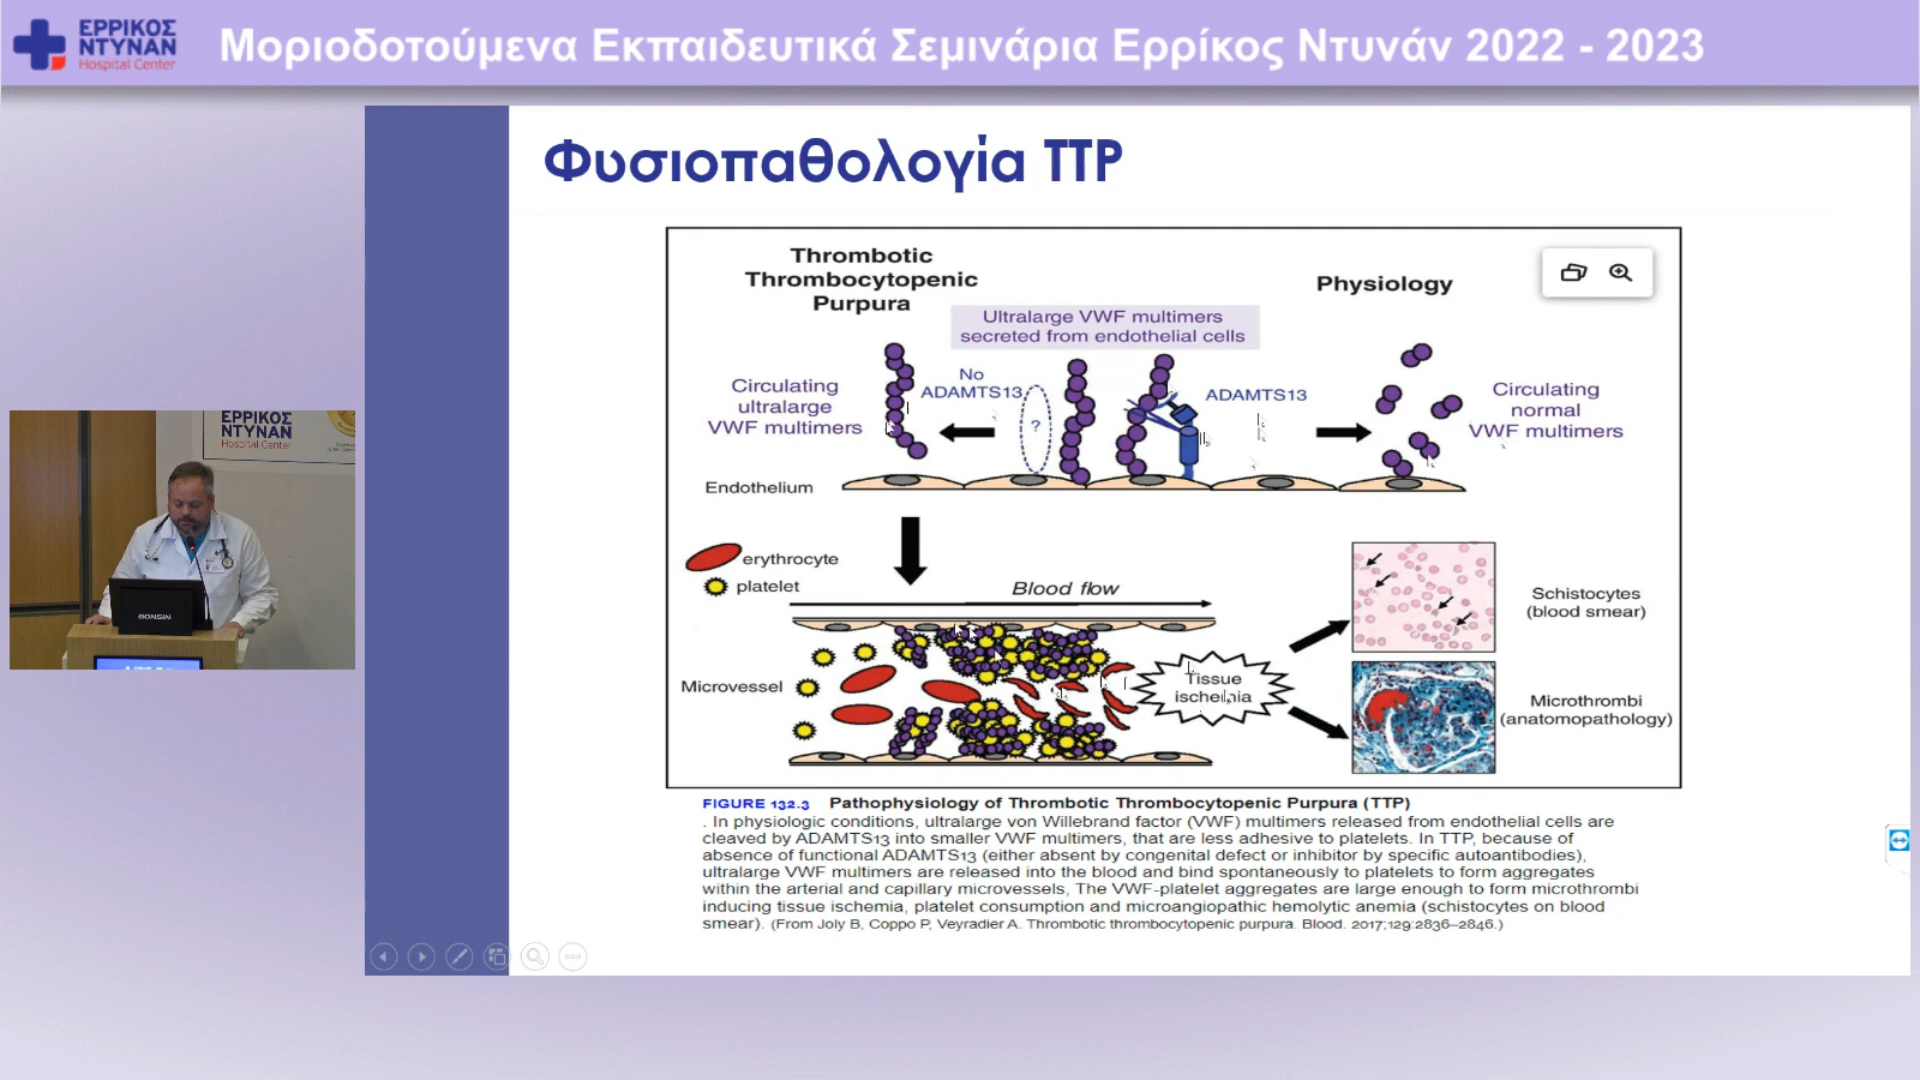 ΕΡΡΙΚΟΣ
ΝΤΥΝΑΝ
Hospital Center
Μοριοδοτούμενα Εκπαιδευτικά Σεμινάρια Ερρίκος Ντυνάν 2022 - 2023
Φυσιοπαθολογία TTP
Thrombotic
Thrombocytopenic
Purpura
Physiology
Ultralarge VWF multimers
secreted from endothelial cells
Circulating
ultralarge
VWF multimers
No
ADAMTS13
?
ADAMTS13
Circulating
normal
VWF multimers
Endothelium
erythrocyte
platelet
Blood flow
Microvessel
Tissue
ischemia
Schistocytes
(blood smear)
Microthrombi
(anatomopathology)
FIGURE 132.3 Pathophysiology of Thrombotic Thrombocytopenic Purpura (TTP)
. In physiologic conditions, ultralarge von Willebrand factor (VWF) multimers released from endothelial cells are
cleaved by ADAMTS13 into smaller VWF multimers, that are less adhesive to platelets. In TTP, because of
absence of functional ADAMTS13 (either absent by congenital defect or inhibitor by specific autoantibodies),
ultralarge VWF multimers are released into the blood and bind spontaneously to platelets to form aggregates
within the arterial and capillary microvessels, The VWF-platelet aggregates are large enough to form microthrombi
inducing tissue ischemia, platelet consumption and microangiopathic hemolytic anemia (schistocytes on blood
smear). (From Joly B, Coppo P, Veyradier A. Thrombotic thrombocytopenic purpura. Blood. 2017;129:2836–2846.)
ΕΡΡΙΚΟΣ
ΝΤΥΝΑΝ
Hospital Center